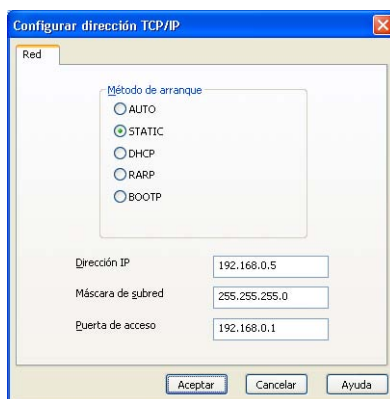 Configurar dirección TCP/IP
Red
Método de arranque
AUTO
STATIC
DHCP
RARP
BOOTP
Dirección IP 192.168.0.5
Máscara de subred 255.255.255.0
Puerta de acceso 192.168.0.1
Aceptar Cancelar Ayuda